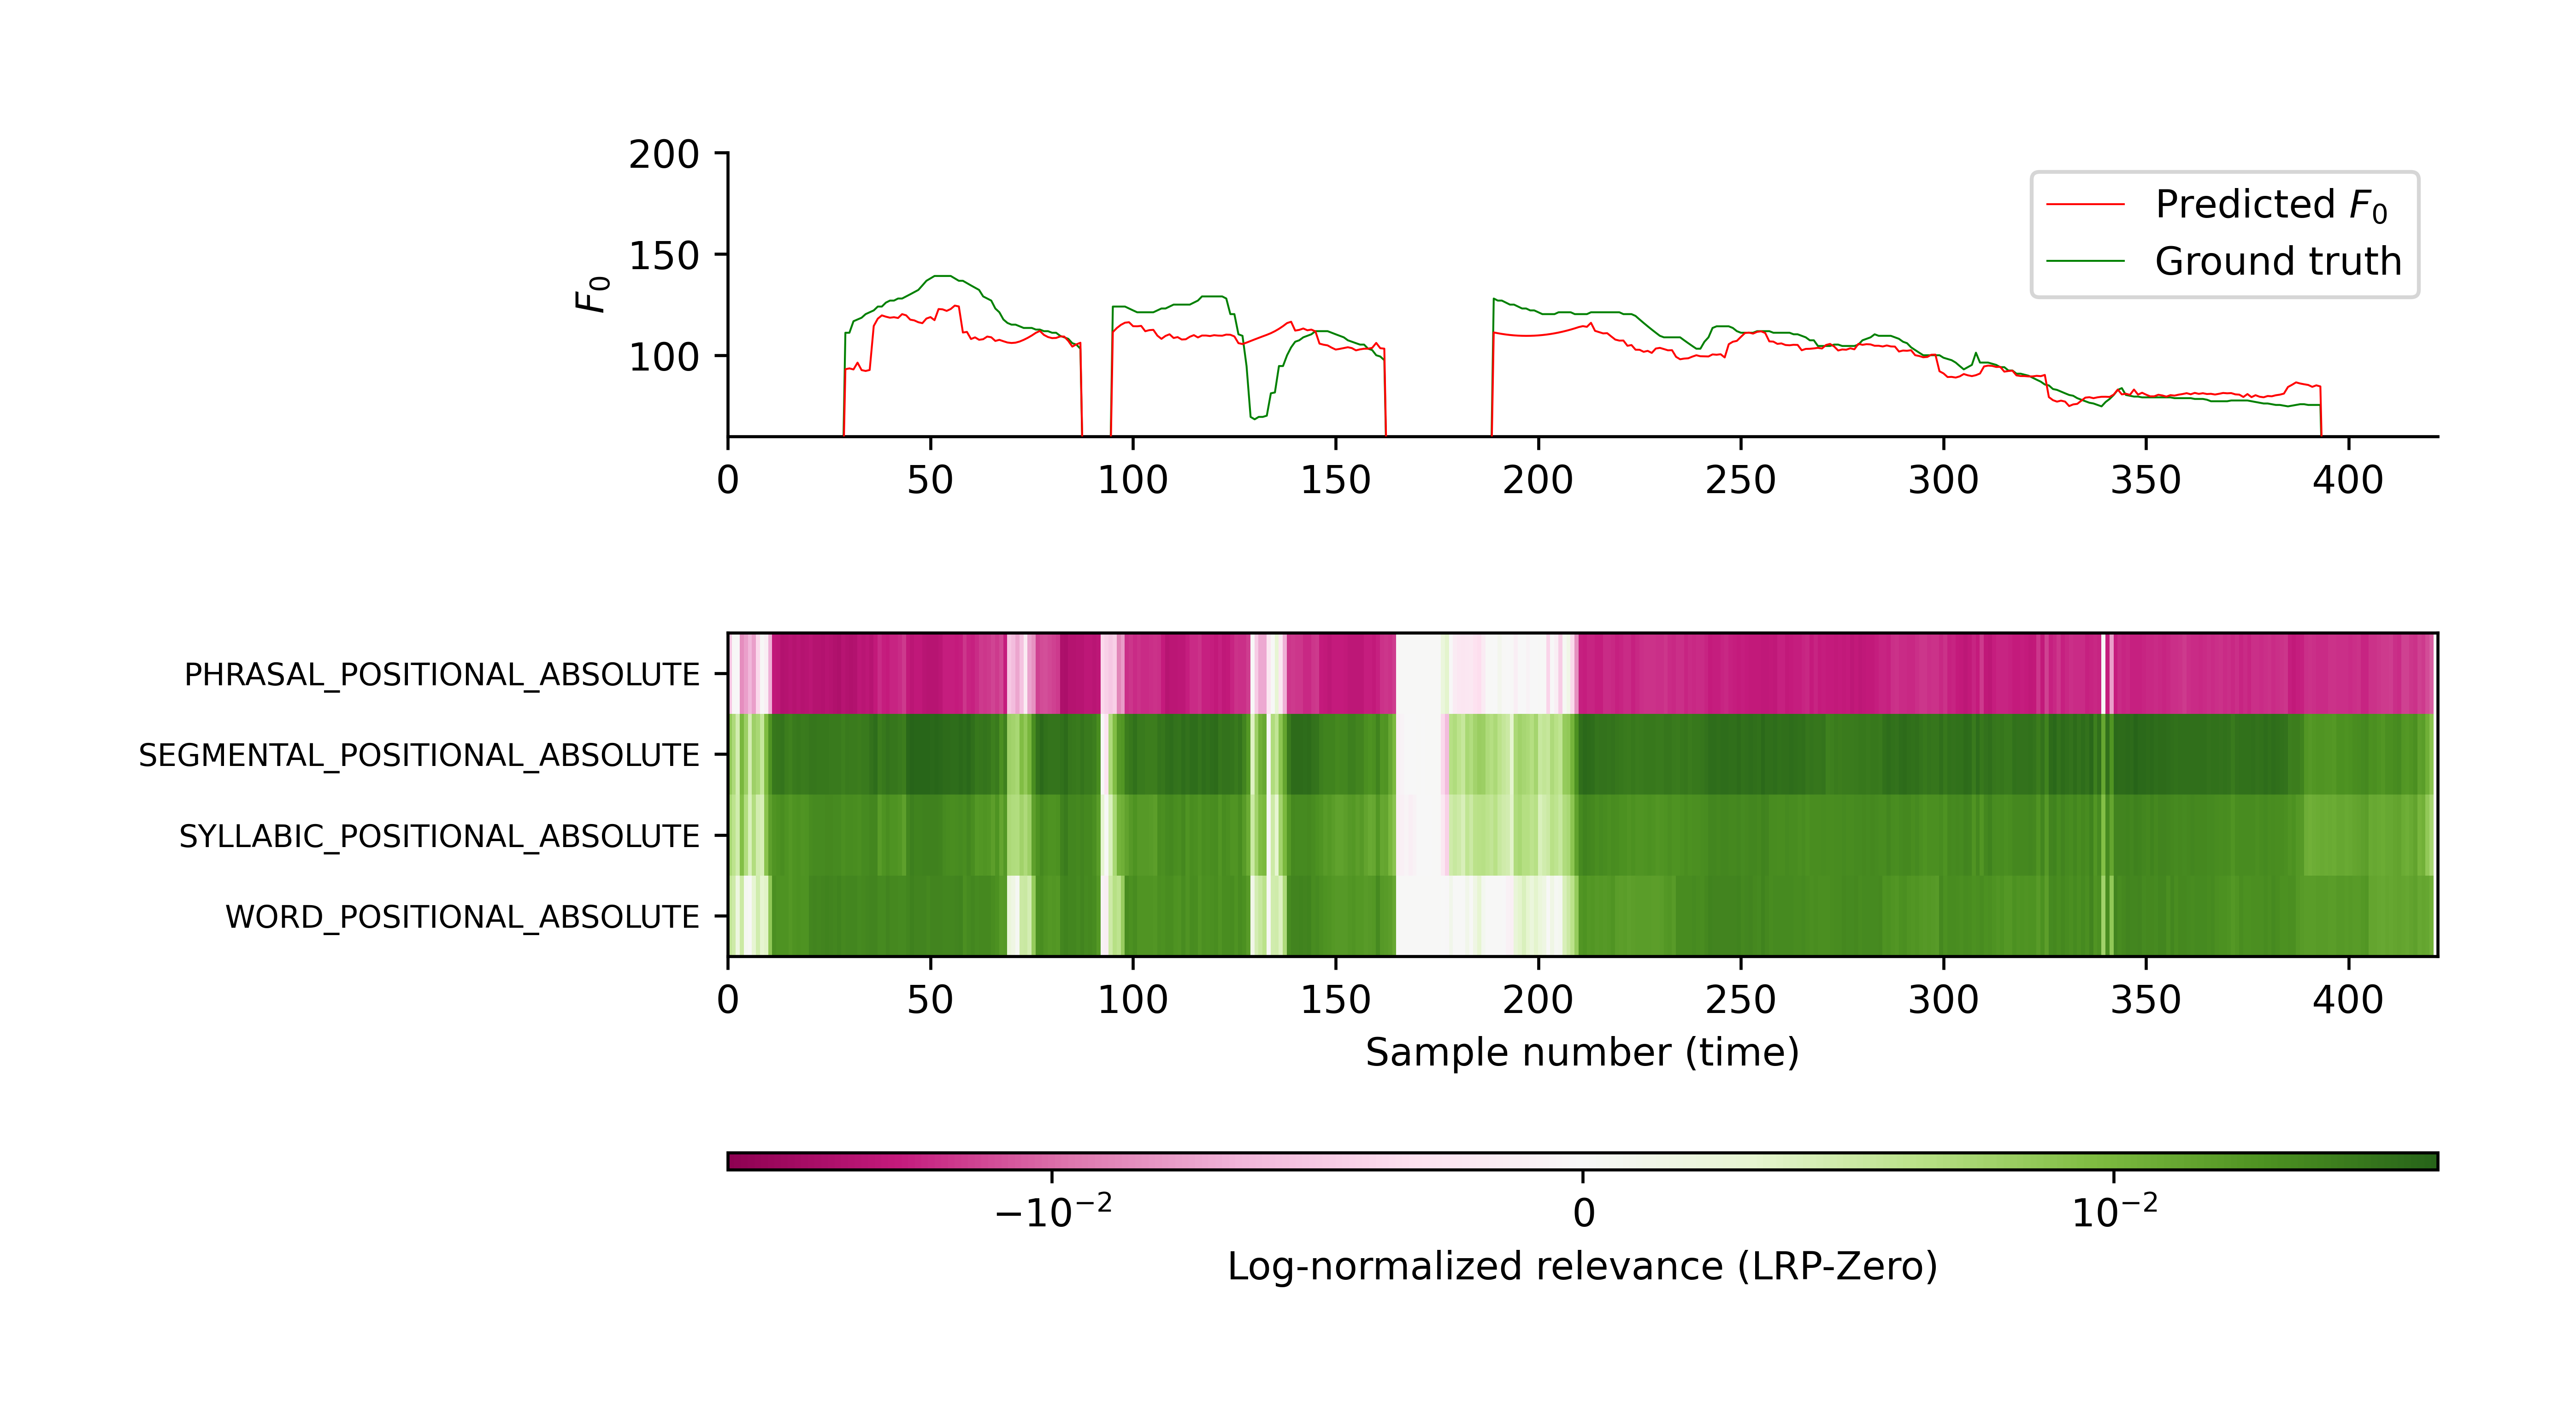 200
150
100
F₀
Predicted F₀
Ground truth
0 50 100 150 200 250 300 350 400
PHRASAL_POSITIONAL_ABSOLUTE
SEGMENTAL_POSITIONAL_ABSOLUTE
SYLLABIC_POSITIONAL_ABSOLUTE
WORD_POSITIONAL_ABSOLUTE
0 50 100 150 200 250 300 350 400
Sample number (time)
−10⁻² 0 10⁻²
Log-normalized relevance (LRP-Zero)